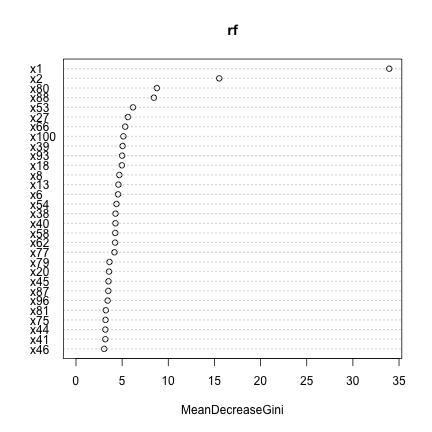 rf
x1
x2
x80
x88
x53
x27
x66
x100
x39
x93
x18
x8
x13
x6
x54
x38
x40
x58
x62
x77
x79
x20
x45
x87
x96
x81
x75
x44
x41
x46
0 5 10 15 20 25 30 35
MeanDecreaseGini